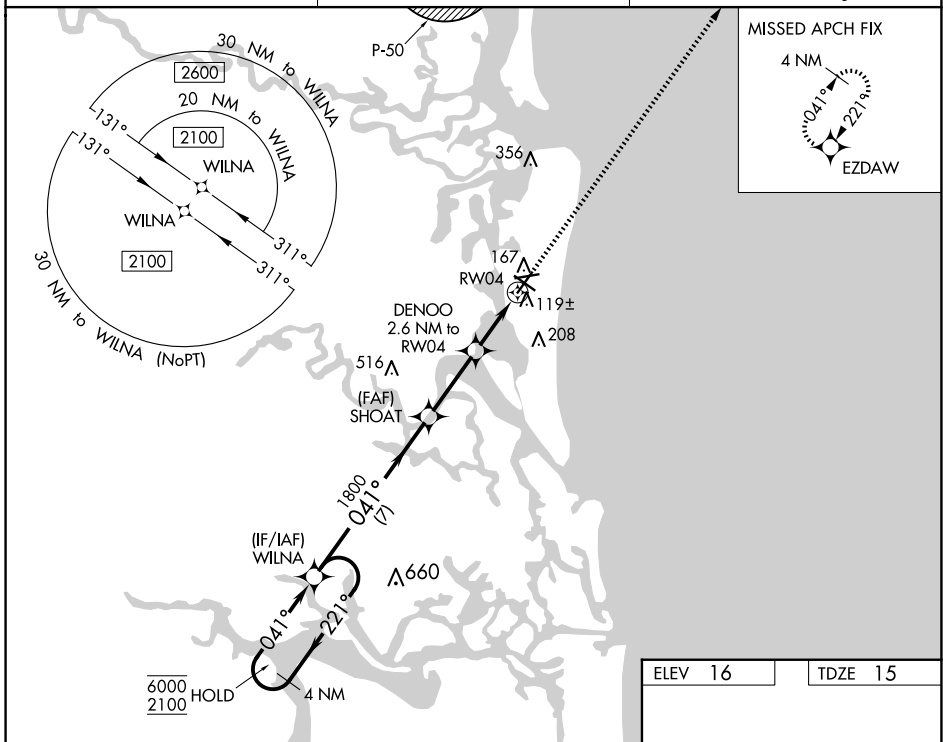 P-50
30 NM to WILNA
2600
20 NM to WILNA
2100
131°
131°
WILNA
WILNA
311°
311°
2100
30 NM to WILNA (NoPT)
MISSED APCH FIX
4 NM
041°
221°
EZDAW
356
167
RW04
119±
208
DENOO
2.6 NM to
RW04
516
(FAF)
SHOAT
1800
041°
(7)
(IF/IAF)
WILNA
660
041°
221°
6000
2100
HOLD
4 NM
ELEV 16
TDZE 15